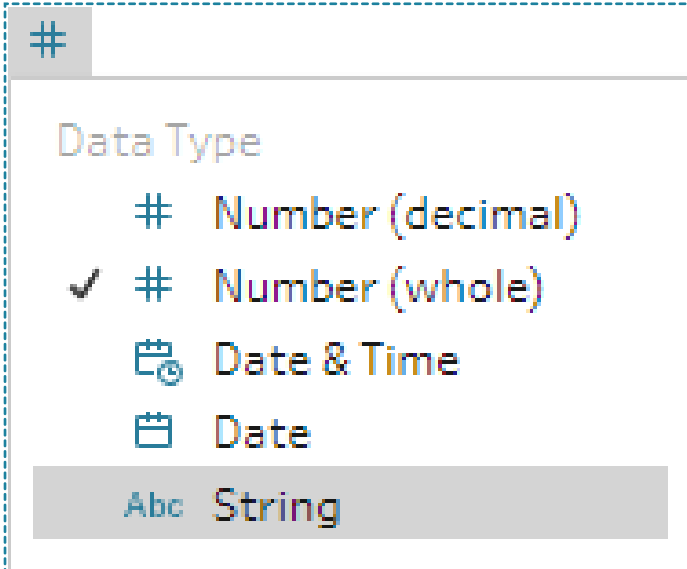 #
Data Type
# Number (decimal)
# Number (whole)
Date & Time
Date
Abc String